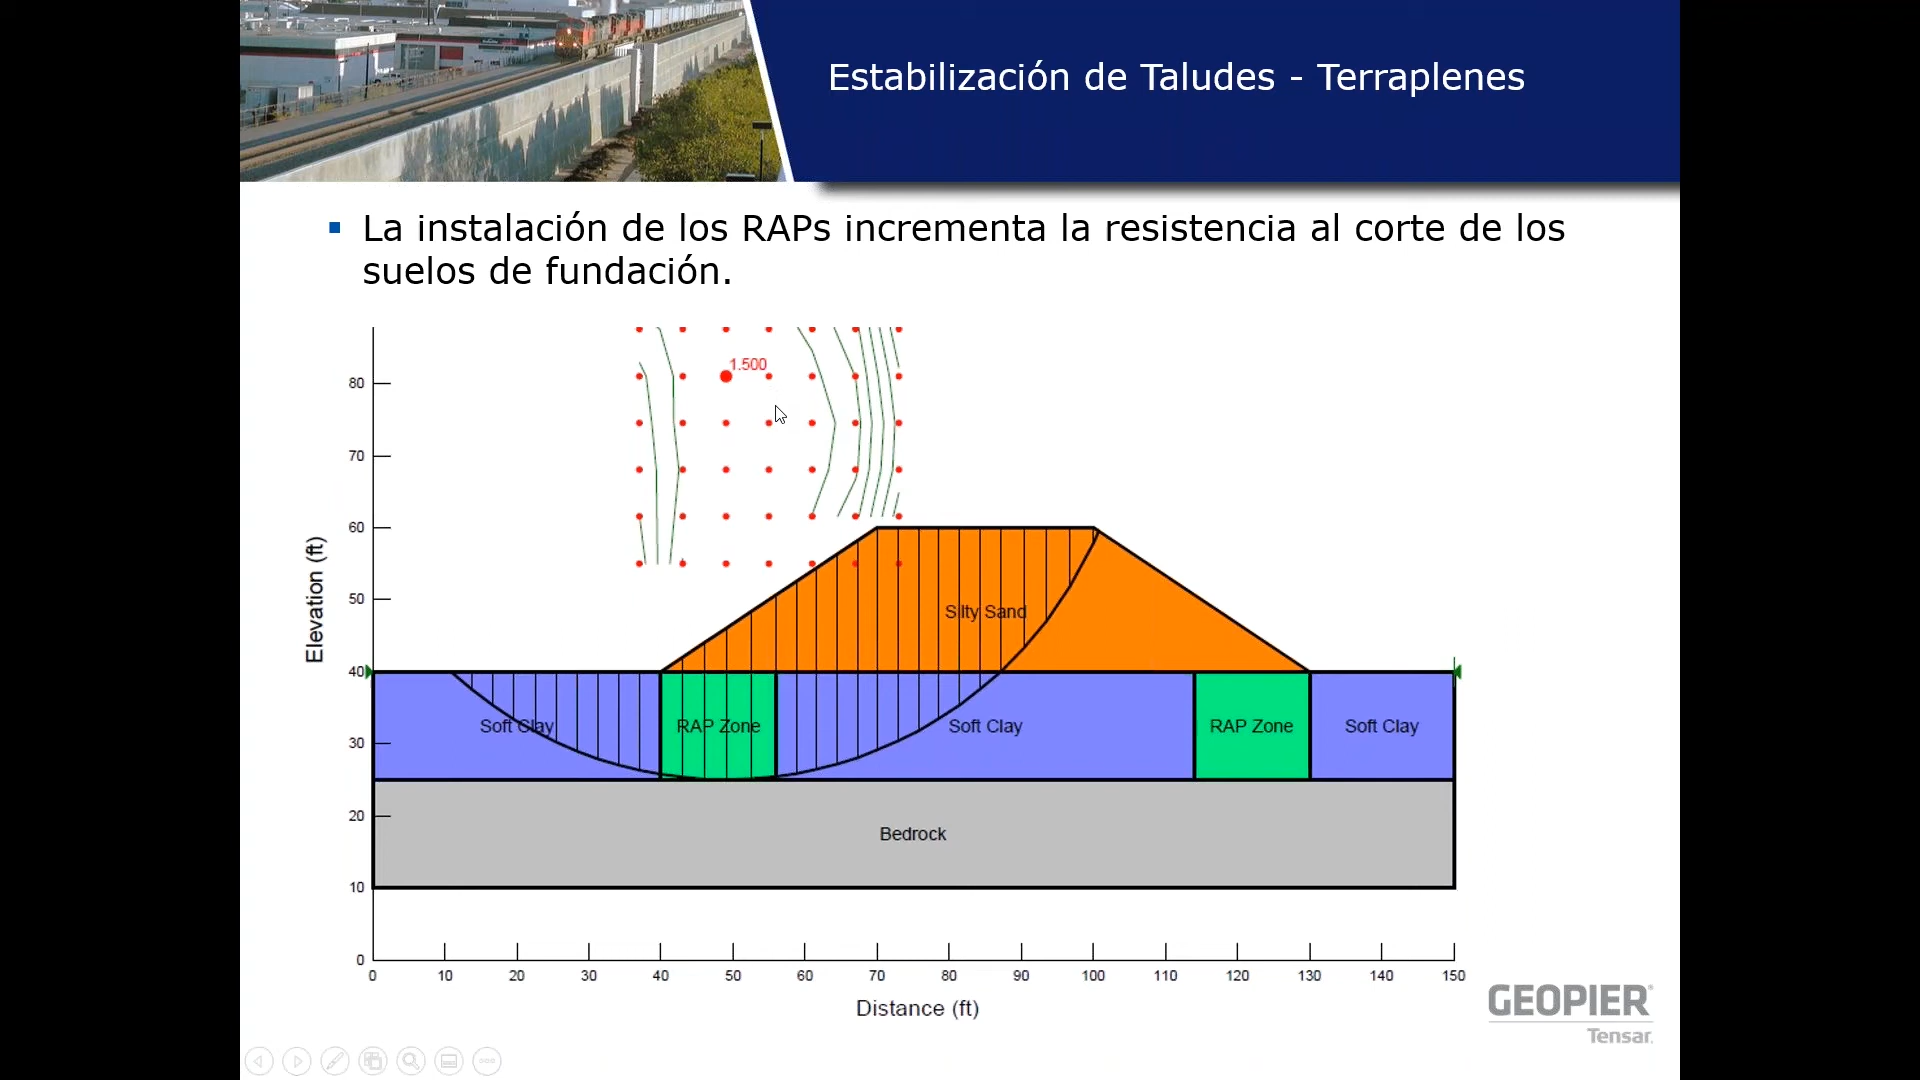 Estabilización de Taludes - Terraplenes
La instalación de los RAPs incrementa la resistencia al corte de los
suelos de fundación.
1.500
80
70
60
50
40
30
20
10
0
Elevation (ft)
Silty Sand
Soft Clay
RAP Zone
Soft Clay
RAP Zone
Soft Clay
Bedrock
0 10 20 30 40 50 60 70 80 90 100 110 120 130 140 150
Distance (ft)
GEOPIER®
Tensar.